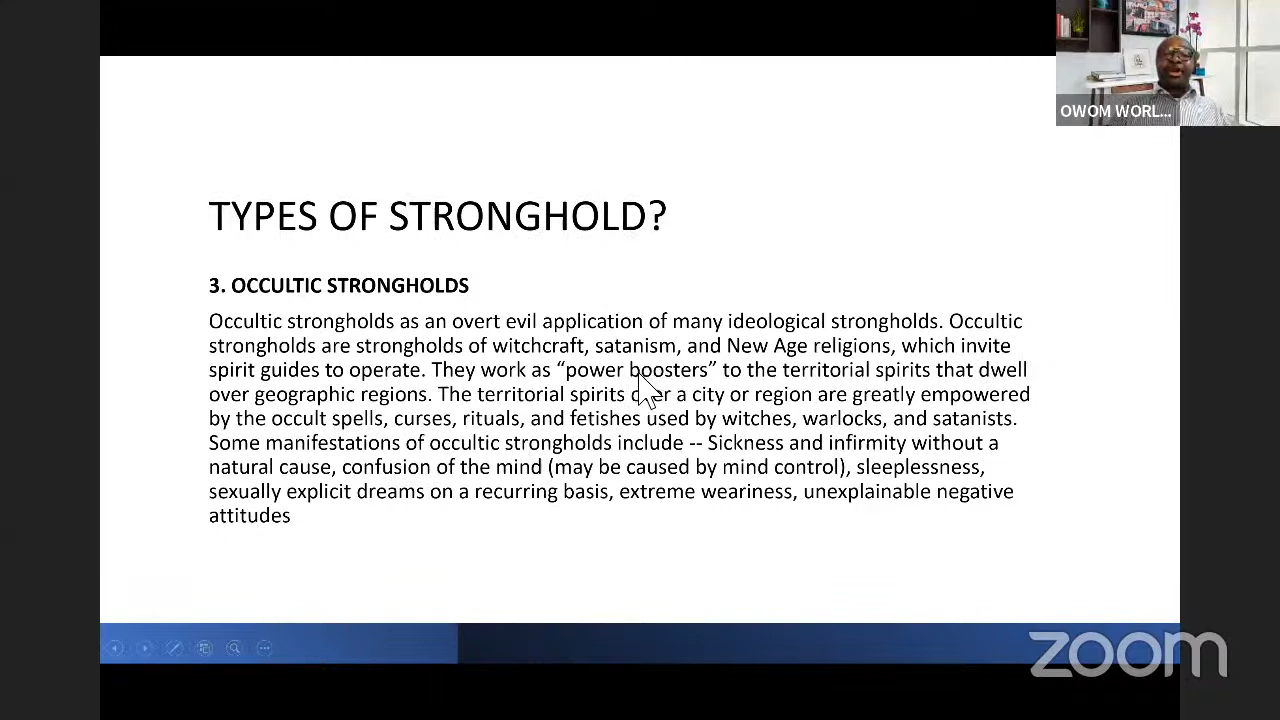 OWOM WORL...
TYPES OF STRONGHOLD?
3. OCCULTIC STRONGHOLDS
Occultic strongholds as an overt evil application of many ideological strongholds. Occultic
strongholds are strongholds of witchcraft, satanism, and New Age religions, which invite
spirit guides to operate. They work as “power boosters” to the territorial spirits that dwell
over geographic regions. The territorial spirits over a city or region are greatly empowered
by the occult spells, curses, rituals, and fetishes used by witches, warlocks, and satanists.
Some manifestations of occultic strongholds include -- Sickness and infirmity without a
natural cause, confusion of the mind (may be caused by mind control), sleeplessness,
sexually explicit dreams on a recurring basis, extreme weariness, unexplainable negative
attitudes
zoom